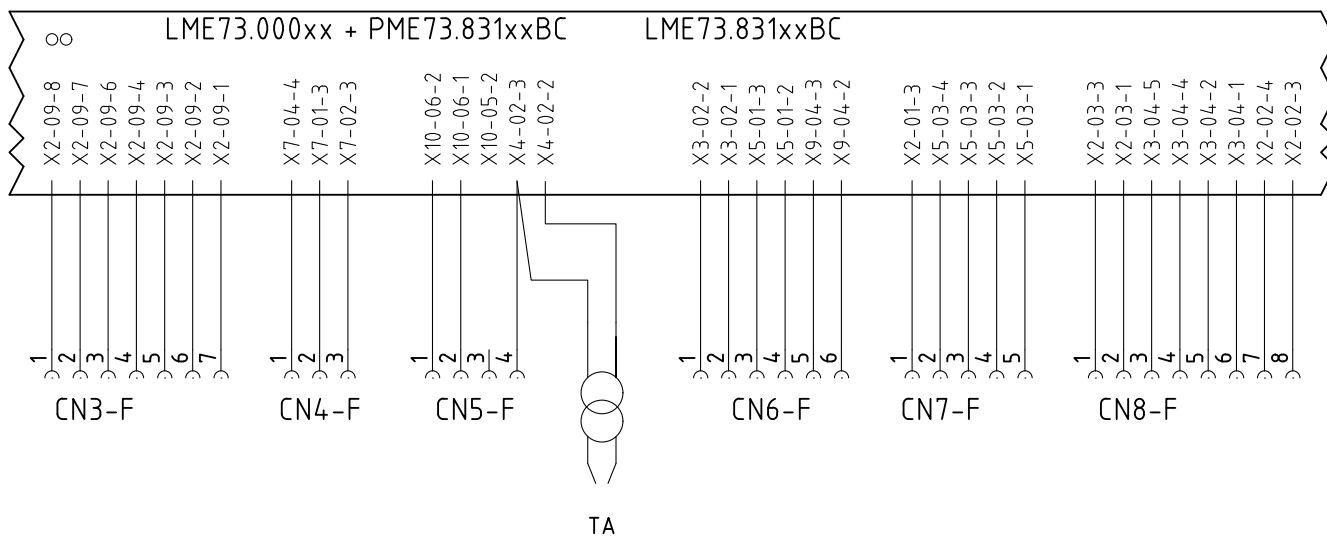 LME73.000xx + PME73.831xxBC LME73.831xxBC
X2-09-8
X2-09-7
X2-09-6
X2-09-4
X2-09-3
X2-09-2
X2-09-1
X7-04-4
X7-01-3
X7-02-3
X10-06-2
X10-06-1
X10-05-2
X4-02-3
X4-02-2
X3-02-2
X3-02-1
X5-01-3
X5-01-2
X9-04-3
X9-04-2
X2-01-3
X5-03-4
X5-03-3
X5-03-2
X5-03-1
X2-03-3
X2-03-1
X3-04-5
X3-04-4
X3-04-2
X3-04-1
X2-02-4
X2-02-3
1 2 3 4 5 6 7 1 2 3 1 2 3 4 1 2 3 4 5 6 1 2 3 4 5 1 2 3 4 5 6 7 8
CN3-F CN4-F CN5-F CN6-F CN7-F CN8-F
TA